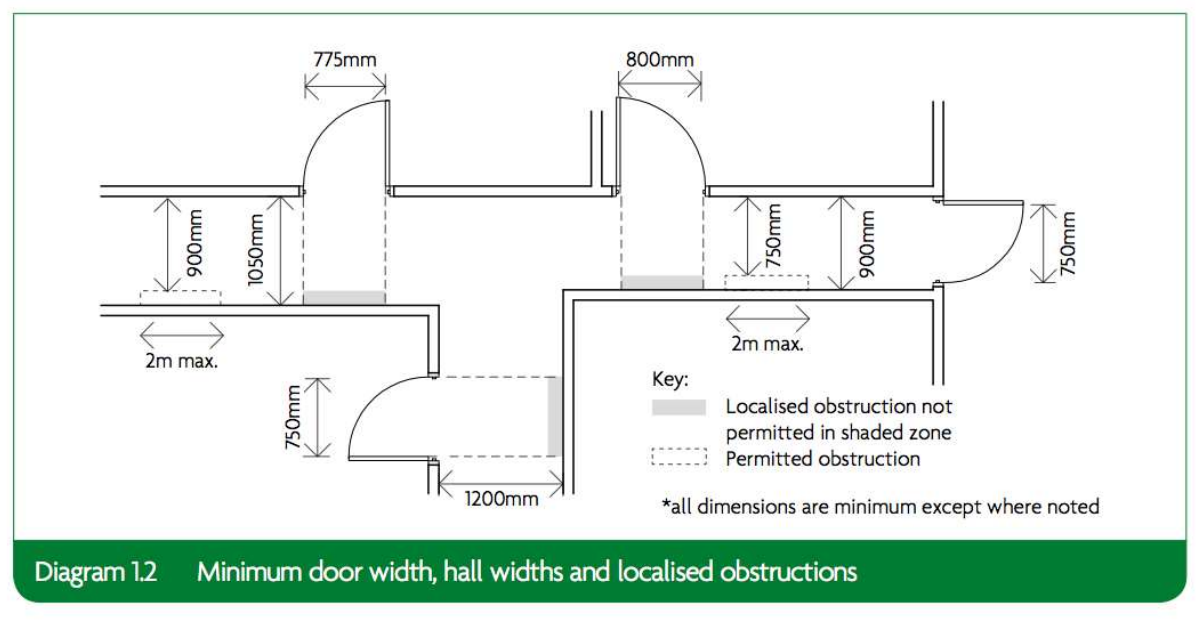 775mm
800mm
900mm
1050mm
750mm
900mm
750mm
2m max.
2m max.
750mm
1200mm
Key:
Localised obstruction not
permitted in shaded zone
Permitted obstruction
*all dimensions are minimum except where noted
Diagram 1.2 Minimum door width, hall widths and localised obstructions